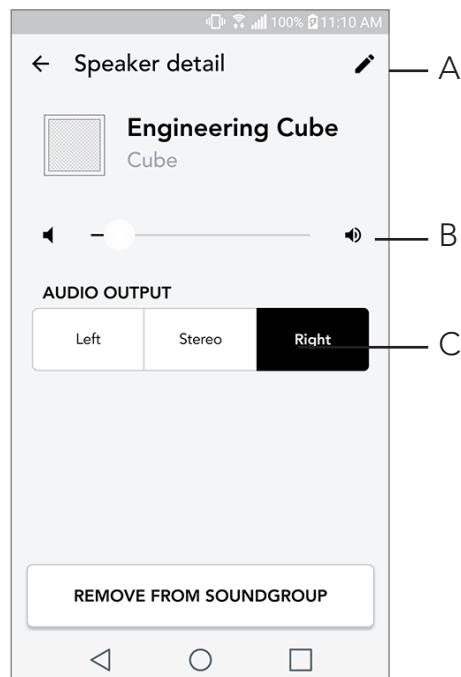 100% 11:10 AM
Speaker detail
A
Engineering Cube
Cube
B
AUDIO OUTPUT
Left Stereo Right
C
REMOVE FROM SOUNDGROUP